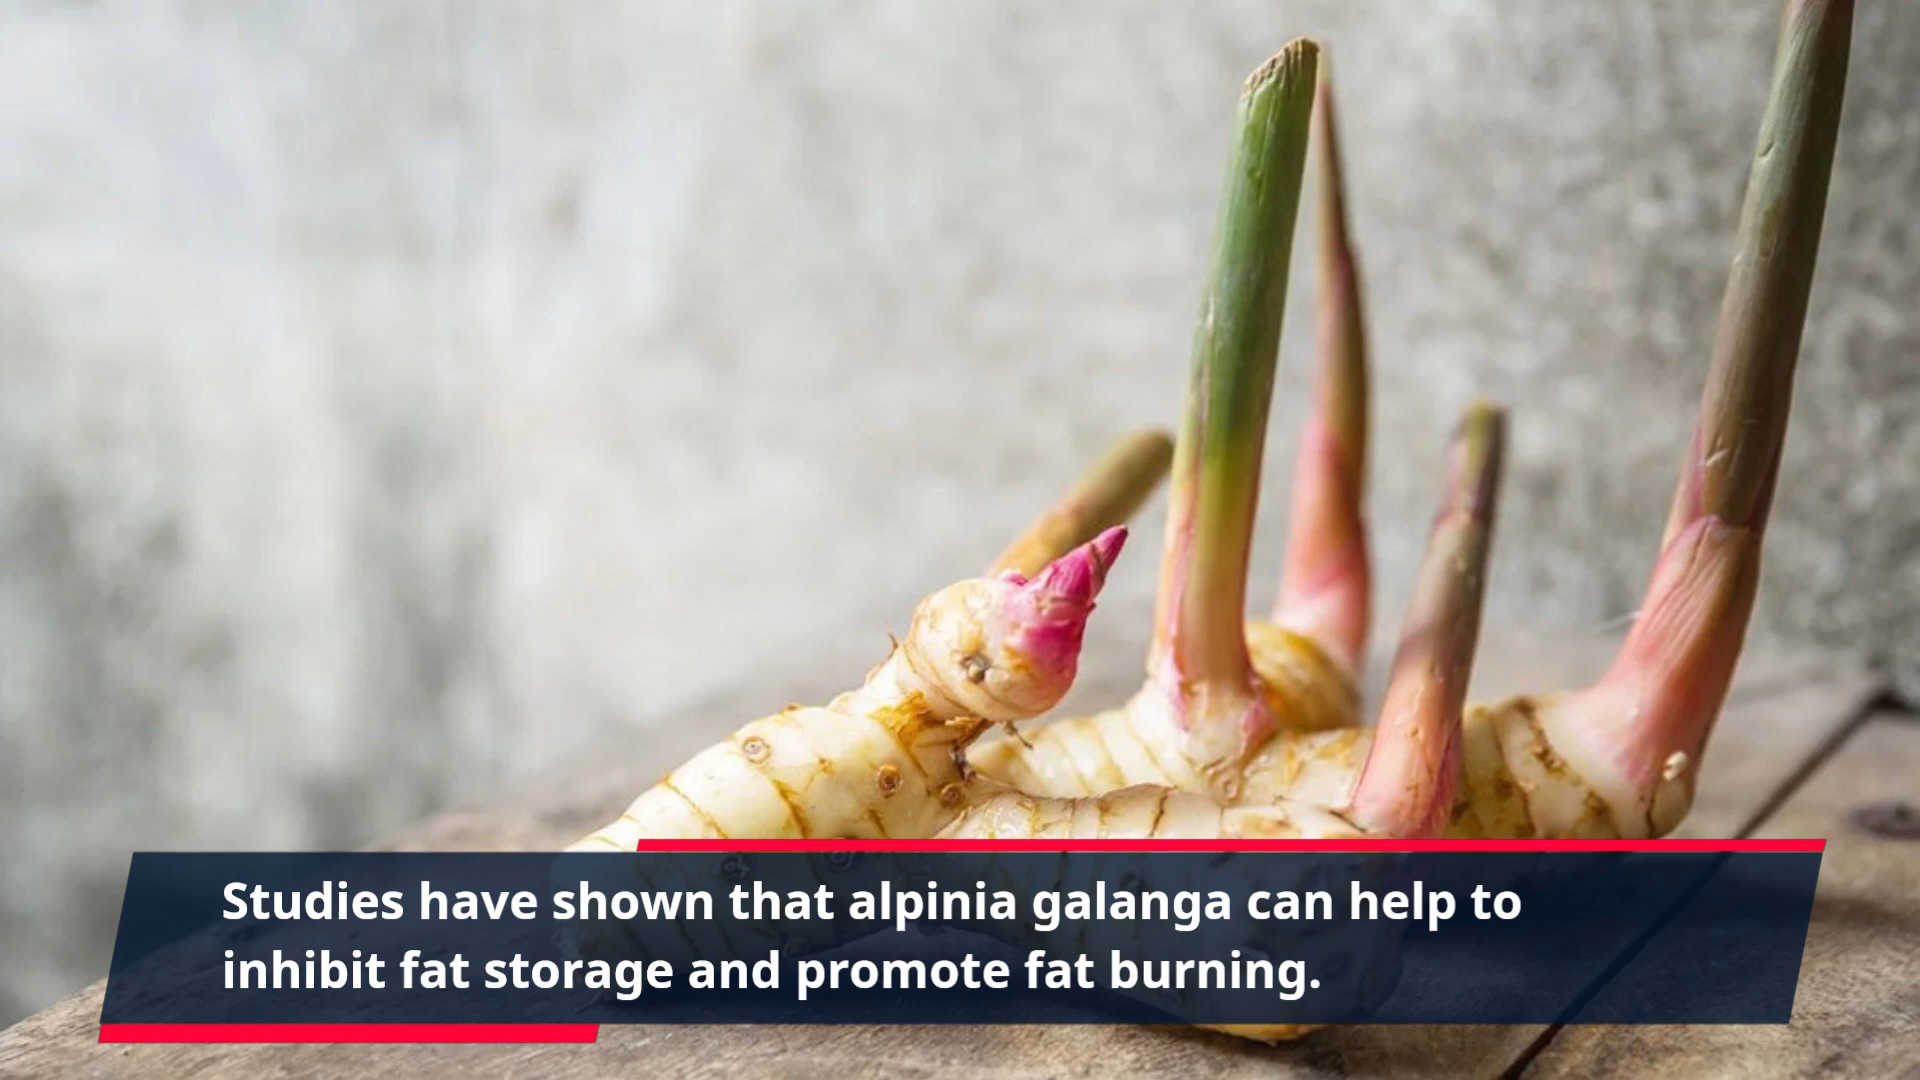 Studies have shown that alpinia galanga can help to
inhibit fat storage and promote fat burning.